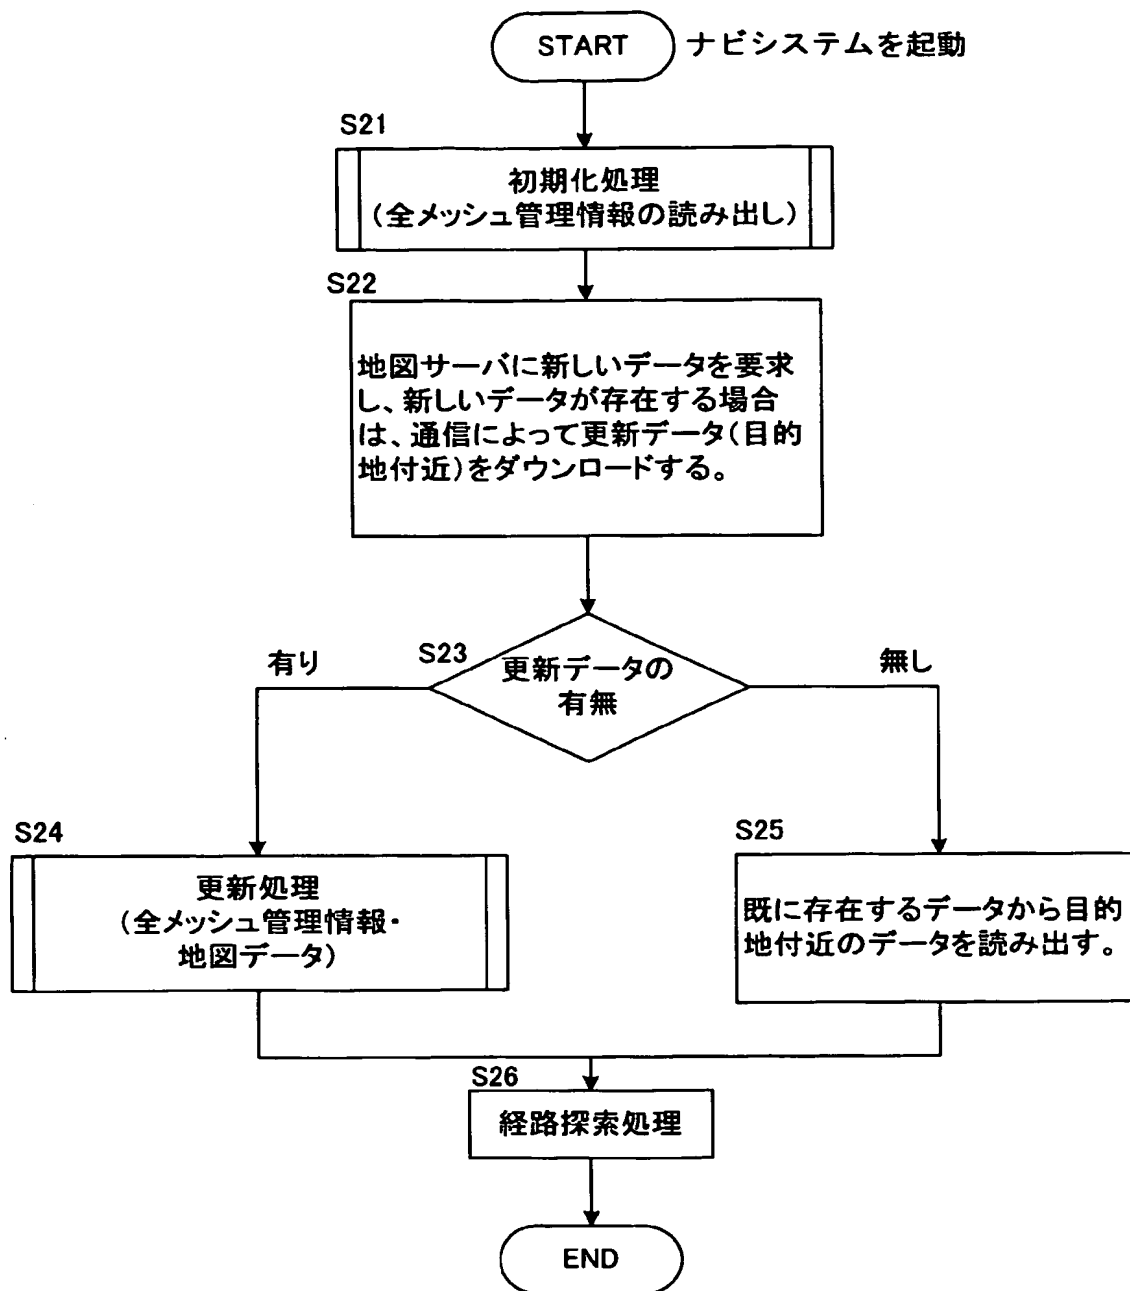 START
ナビシステムを起動
S21
初期化処理
(全メッシュ管理情報の読み出し)
S22
地図サーバに新しいデータを要求
し、新しいデータが存在する場合
は、通信によって更新データ(目的
地付近)をダウンロードする。
S23
更新データの
有無
有り
無し
S24
更新処理
(全メッシュ管理情報・
地図データ)
S25
既に存在するデータから目的
地付近のデータを読み出す。
S26
経路探索処理
END